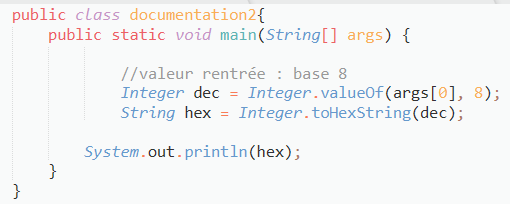 public class documentation2{
public static void main(String[] args) {
//valeur rentrée : base 8
Integer dec = Integer.valueOf(args[0], 8);
String hex = Integer.toHexString(dec);
System.out.println(hex);
}
}